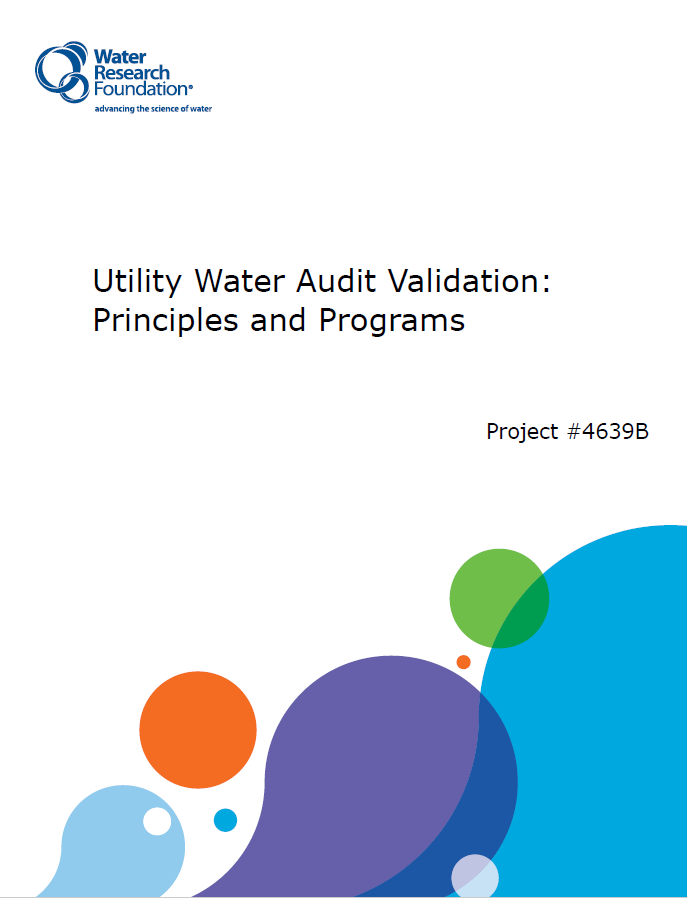 Water
Research
Foundation®
advancing the science of water
Utility Water Audit Validation:
Principles and Programs
Project #4639B